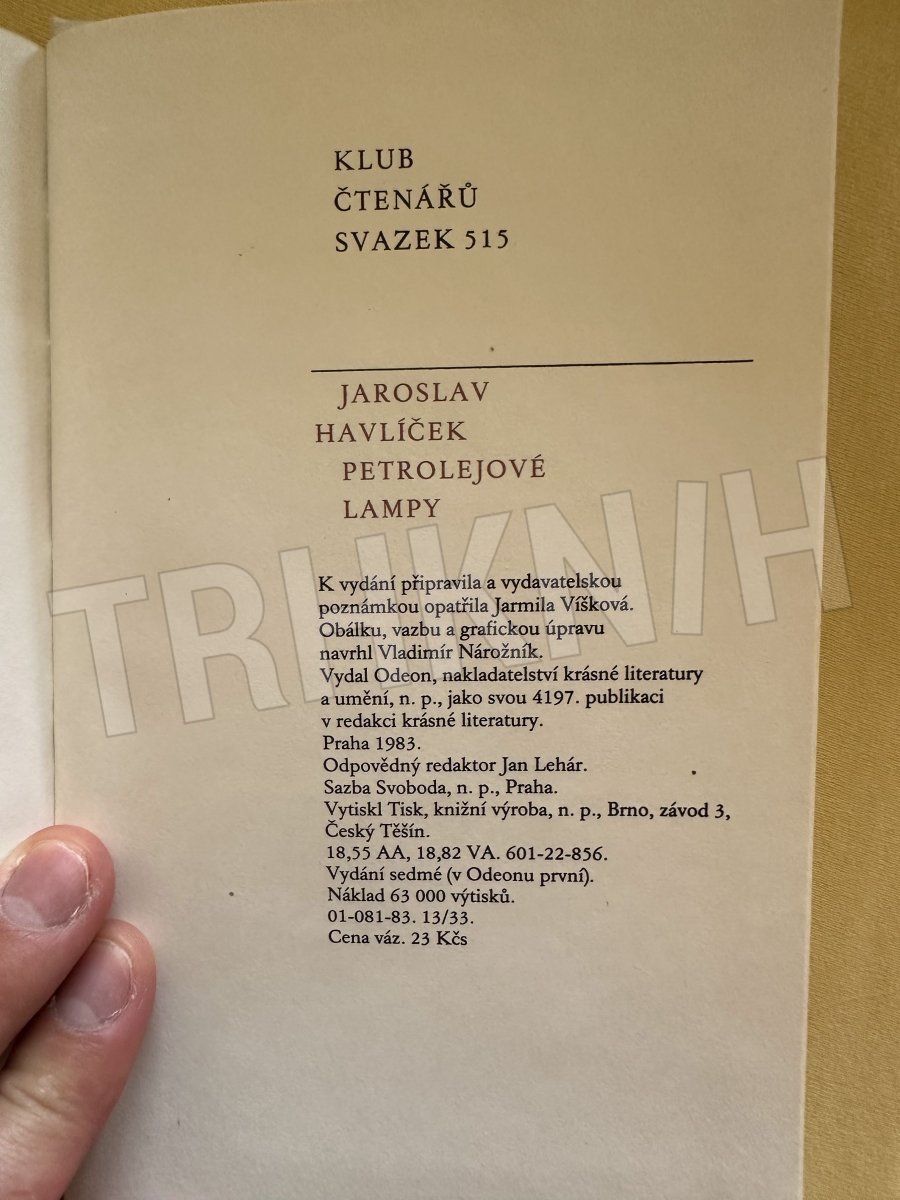 KLUB
ČTENÁŘŮ
SVAZEK 515
JAROSLAV
HAVLÍČEK
PETROLEJOVÉ
LAMPY
K vydání připravila a vydavatelskou
poznámkou opatřila Jarmila Víšková.
Obálku, vazbu a grafickou úpravu
navrhl Vladimír Nárožník.
Vydal Odeon, nakladatelství krásné literatury
a umění, n. p., jako svou 4197. publikaci
v redakci krásné literatury.
Praha 1983.
Odpovědný redaktor Jan Lehár.
Sazba Svoboda, n. p., Praha.
Vytiskl Tisk, knižní výroba, n. p., Brno, závod 3,
Český Těšín.
18,55 AA, 18,82 VA. 601-22-856.
Vydání sedmé (v Odeonu první).
Náklad 63 000 výtisků.
01-081-83. 13/33.
Cena váz. 23 Kčs